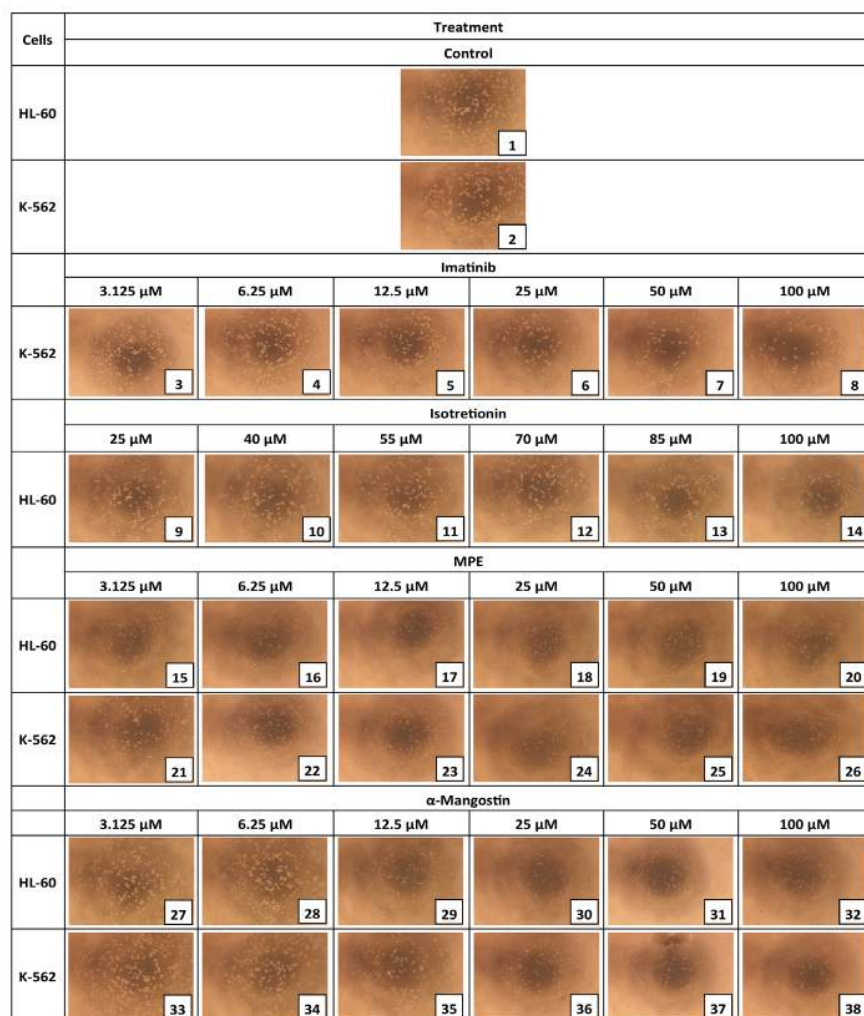 Cells Treatment
Control
HL-60
1
K-562
2
Imatinib
3.125 µM 6.25 µM 12.5 µM 25 µM 50 µM 100 µM
K-562
3 4 5 6 7 8
Isotretionin
25 µM 40 µM 55 µM 70 µM 85 µM 100 µM
HL-60
9 10 11 12 13 14
MPE
3.125 µM 6.25 µM 12.5 µM 25 µM 50 µM 100 µM
HL-60
15 16 17 18 19 20
K-562
21 22 23 24 25 26
α-Mangostin
3.125 µM 6.25 µM 12.5 µM 25 µM 50 µM 100 µM
HL-60
27 28 29 30 31 32
K-562
33 34 35 36 37 38